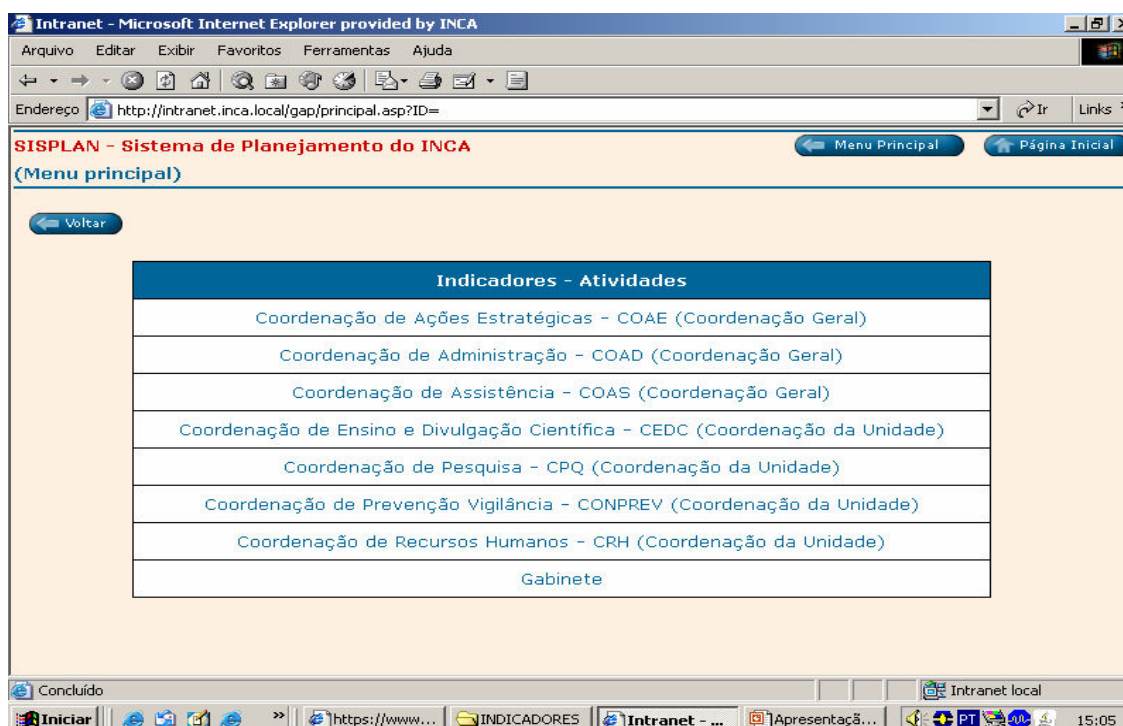 Intranet - Microsoft Internet Explorer provided by INCA
Arquivo Editar Exibir Favoritos Ferramentas Ajuda
Endereço http://intranet.inca.local/gap/principal.asp?ID= Ir Links
SISPLAN - Sistema de Planejamento do INCA
Menu Principal Página Inicial
(Menu principal)
Voltar
Indicadores - Atividades
Coordenação de Ações Estratégicas - COAE (Coordenação Geral)
Coordenação de Administração - COAD (Coordenação Geral)
Coordenação de Assistência - COAS (Coordenação Geral)
Coordenação de Ensino e Divulgação Científica - CEDC (Coordenação da Unidade)
Coordenação de Pesquisa - CPQ (Coordenação da Unidade)
Coordenação de Prevenção Vigilância - CONPREV (Coordenação da Unidade)
Coordenação de Recursos Humanos - CRH (Coordenação da Unidade)
Gabinete
Concluído Intranet local
Iniciar » https://www... INDICADORES Intranet - ... Apresentaçã... PT 15:05